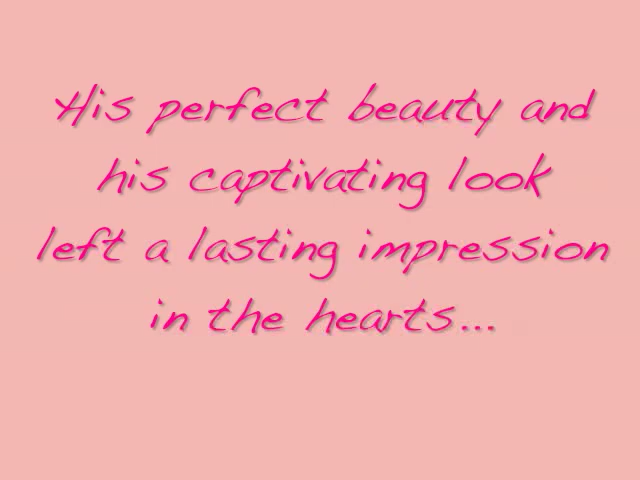 His perfect beauty and
his captivating look
left a lasting impression
in the hearts...